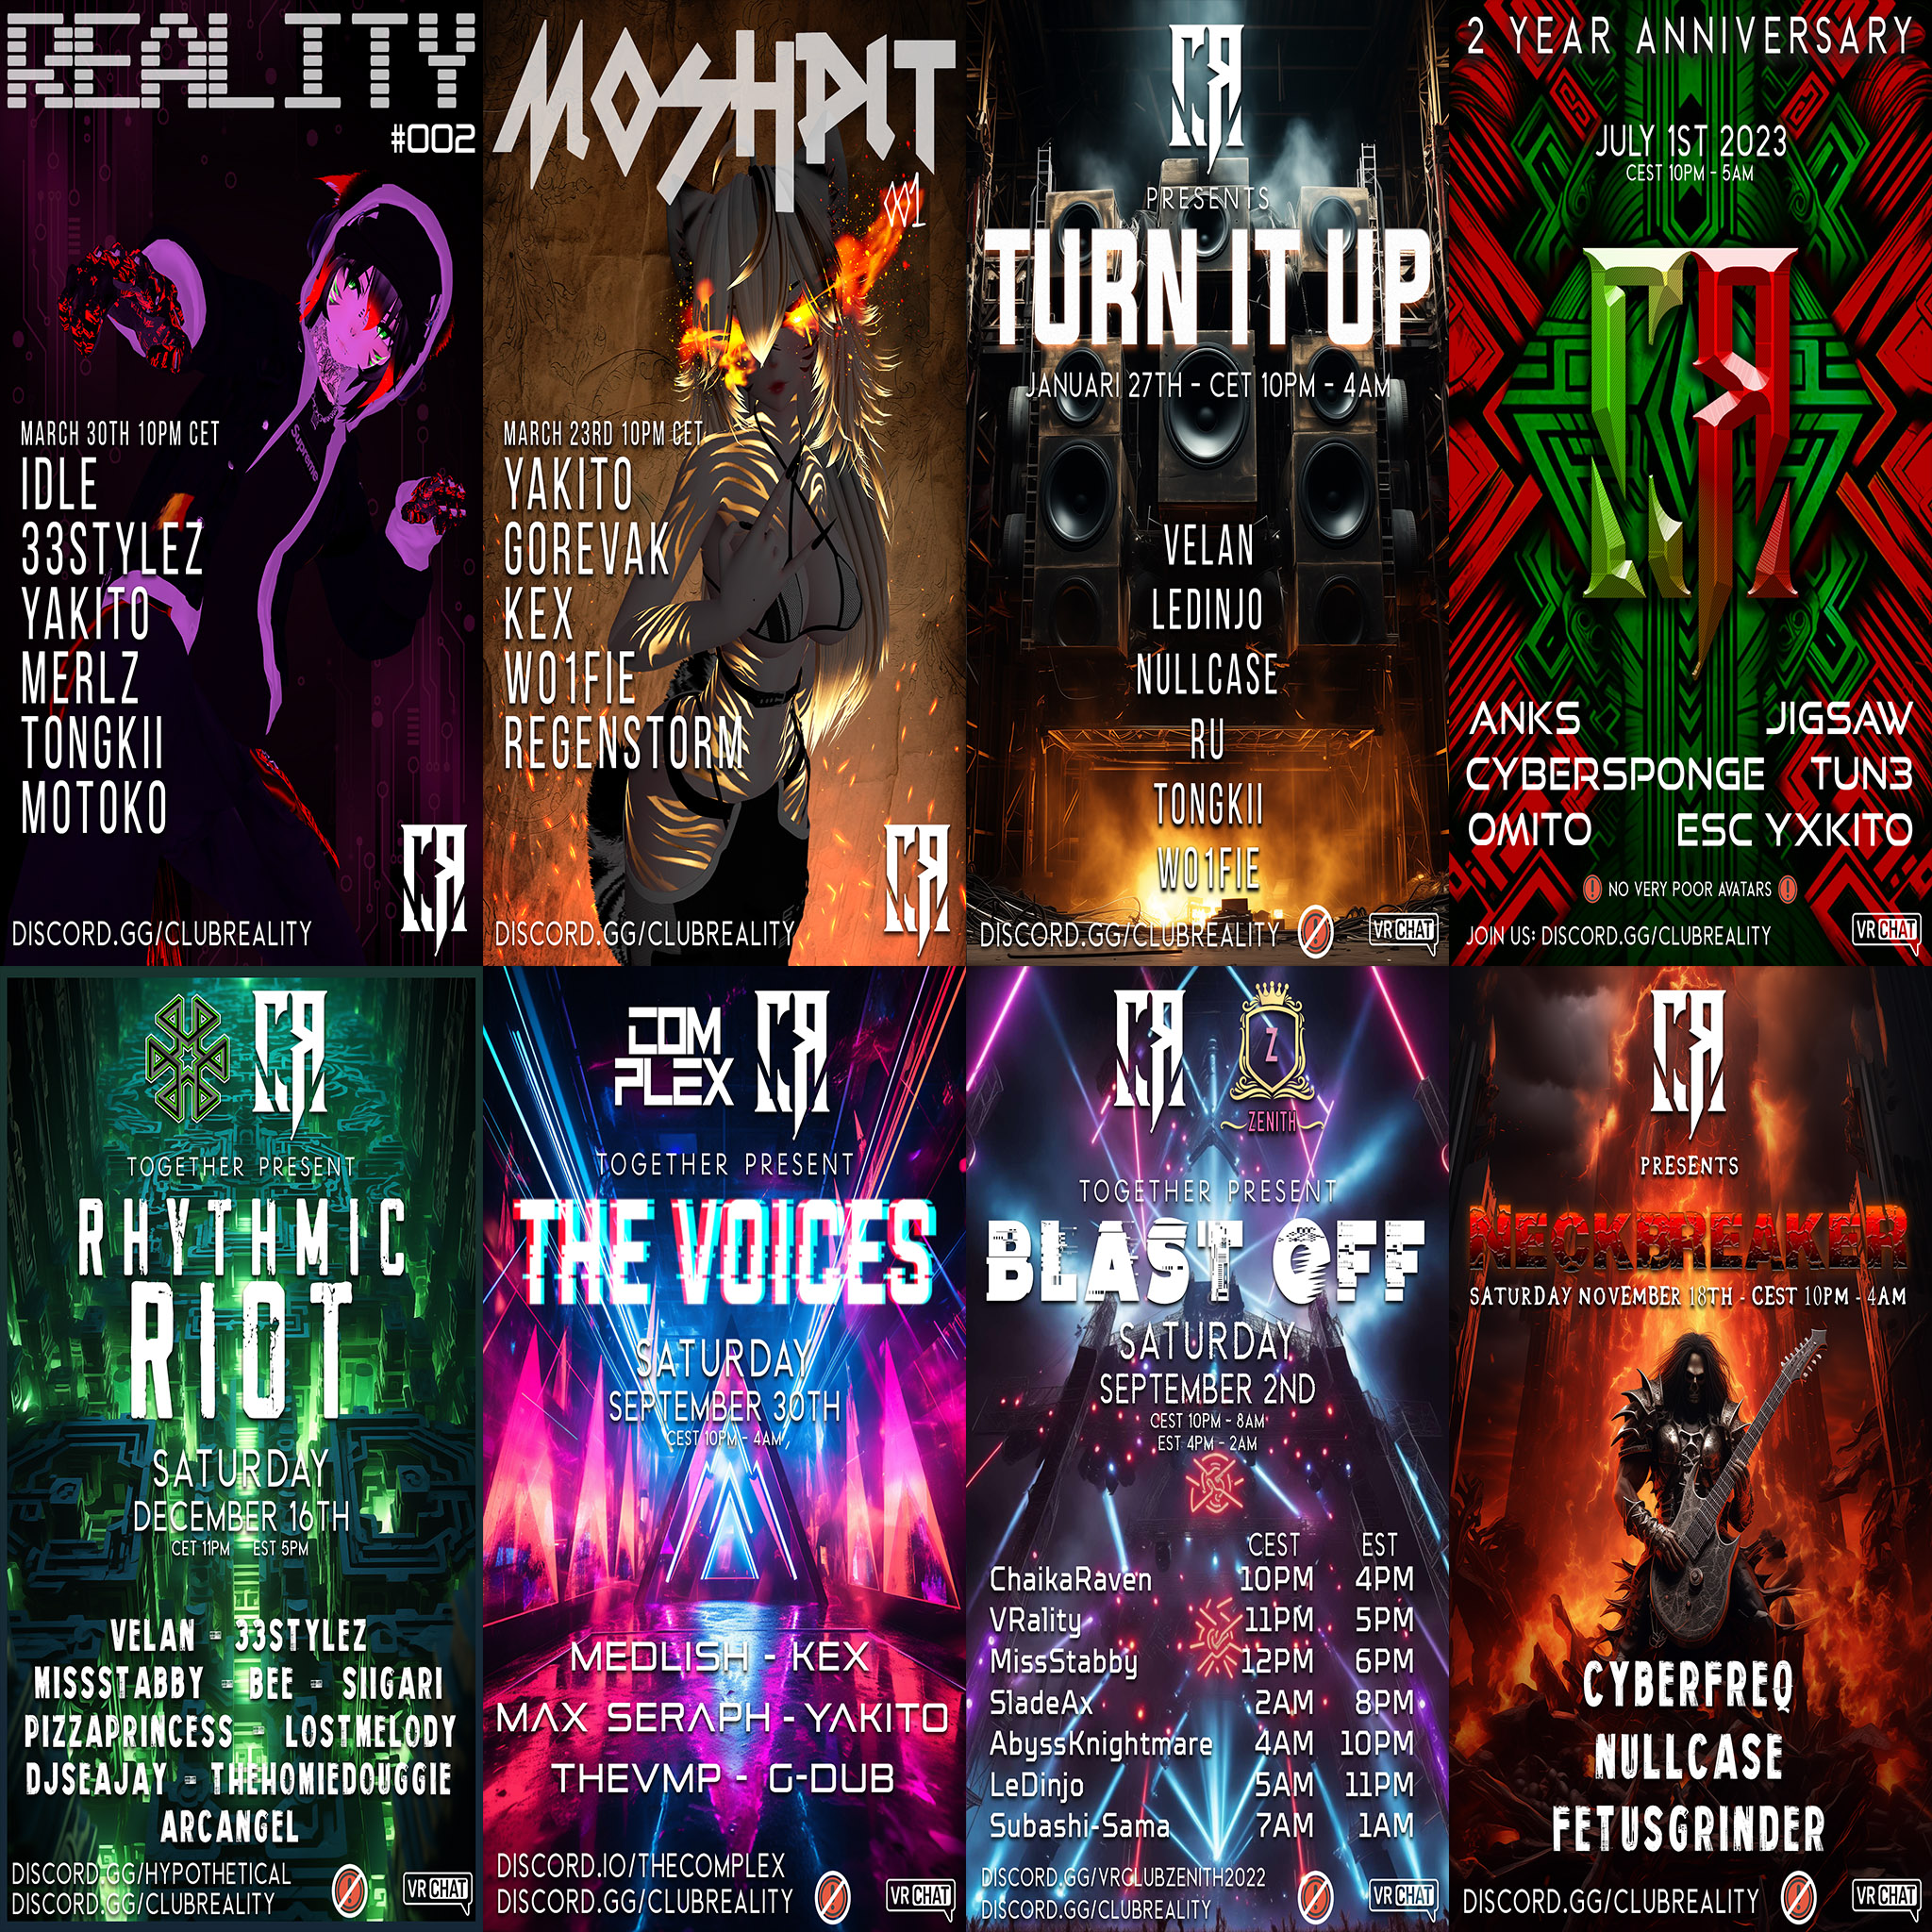 REALITY
#002
MARCH 30TH 10PM CET
IDLE
33STYLEZ
YAKITO
MERLZ
TONGKII
MOTOKO
Supreme
CR
DISCORD.GG/CLUBREALITY
MOSHPIT
001
MARCH 23RD 10PM CET
YAKITO
GOREVAK
KEX
WO1FIE
REGENSTORM
CR
DISCORD.GG/CLUBREALITY
CR
PRESENTS
TURN IT UP
JANUARI 27TH - CET 10PM - 4AM
VELAN
LEDINJO
NULLCASE
RU
TONGKII
WO1FIE
DISCORD.GG/CLUBREALITY
VRCHAT
2 YEAR ANNIVERSARY
JULY 1ST 2023
CEST 10PM - 5AM
CR
ANKS JIGSAW
CYBERSPONGE TUN3
OMITO ESC YXKITO
NO VERY POOR AVATARS
JOIN US: DISCORD.GG/CLUBREALITY
VRCHAT
CR
TOGETHER PRESENT
RHYTHMIC
RIOT
SATURDAY
DECEMBER 16TH
CET 11PM EST 5PM
VELAN - 33STYLEZ
MISSSTABBY - BEE - SIIGARI
PIZZAPRINCESS - LOSTMELODY
DJSEAJAY - THEHOMIEDOUGGIE
ARCANGEL
DISCORD.GG/HYPOTHETICAL
DISCORD.GG/CLUBREALITY
VRCHAT
COM
PLEX
CR
TOGETHER PRESENT
THE VOICES
SATURDAY
SEPTEMBER 30TH
CEST 10PM - 4AM
MEDLISH - KEX
MAX SERAPH - YAKITO
THEVMP - G-DUB
DISCORD.IO/THECOMPLEX
DISCORD.GG/CLUBREALITY
VRCHAT
CR
Z
ZENITH
TOGETHER PRESENT
BLAST OFF
SATURDAY
SEPTEMBER 2ND
CEST 10PM - 8AM
EST 4PM - 2AM
CEST EST
ChaikaRaven 10PM 4PM
VRality 11PM 5PM
MissStabby 12PM 6PM
SladeAx 2AM 8PM
AbyssKnightmare 4AM 10PM
LeDinjo 5AM 11PM
Subashi-Sama 7AM 1AM
DISCORD.GG/VRCLUBZENITH2022
DISCORD.GG/CLUBREALITY
VRCHAT
CR
PRESENTS
NECKBREAKER
SATURDAY NOVEMBER 18TH - CEST 10PM - 4AM
CYBERFREQ
NULLCASE
FETUSGRINDER
DISCORD.GG/CLUBREALITY
VRCHAT